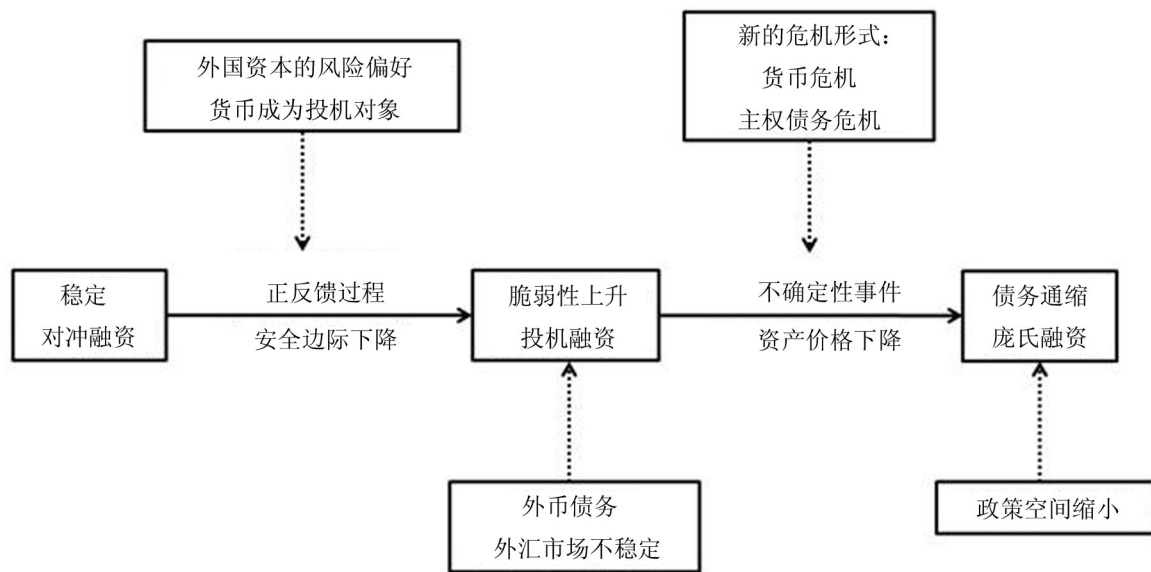 外国资本的风险偏好
货币成为投机对象
新的危机形式：
货币危机
主权债务危机
稳定
对冲融资
正反馈过程
安全边际下降
脆弱性上升
投机融资
不确定性事件
资产价格下降
债务通缩
庞氏融资
外币债务
外汇市场不稳定
政策空间缩小